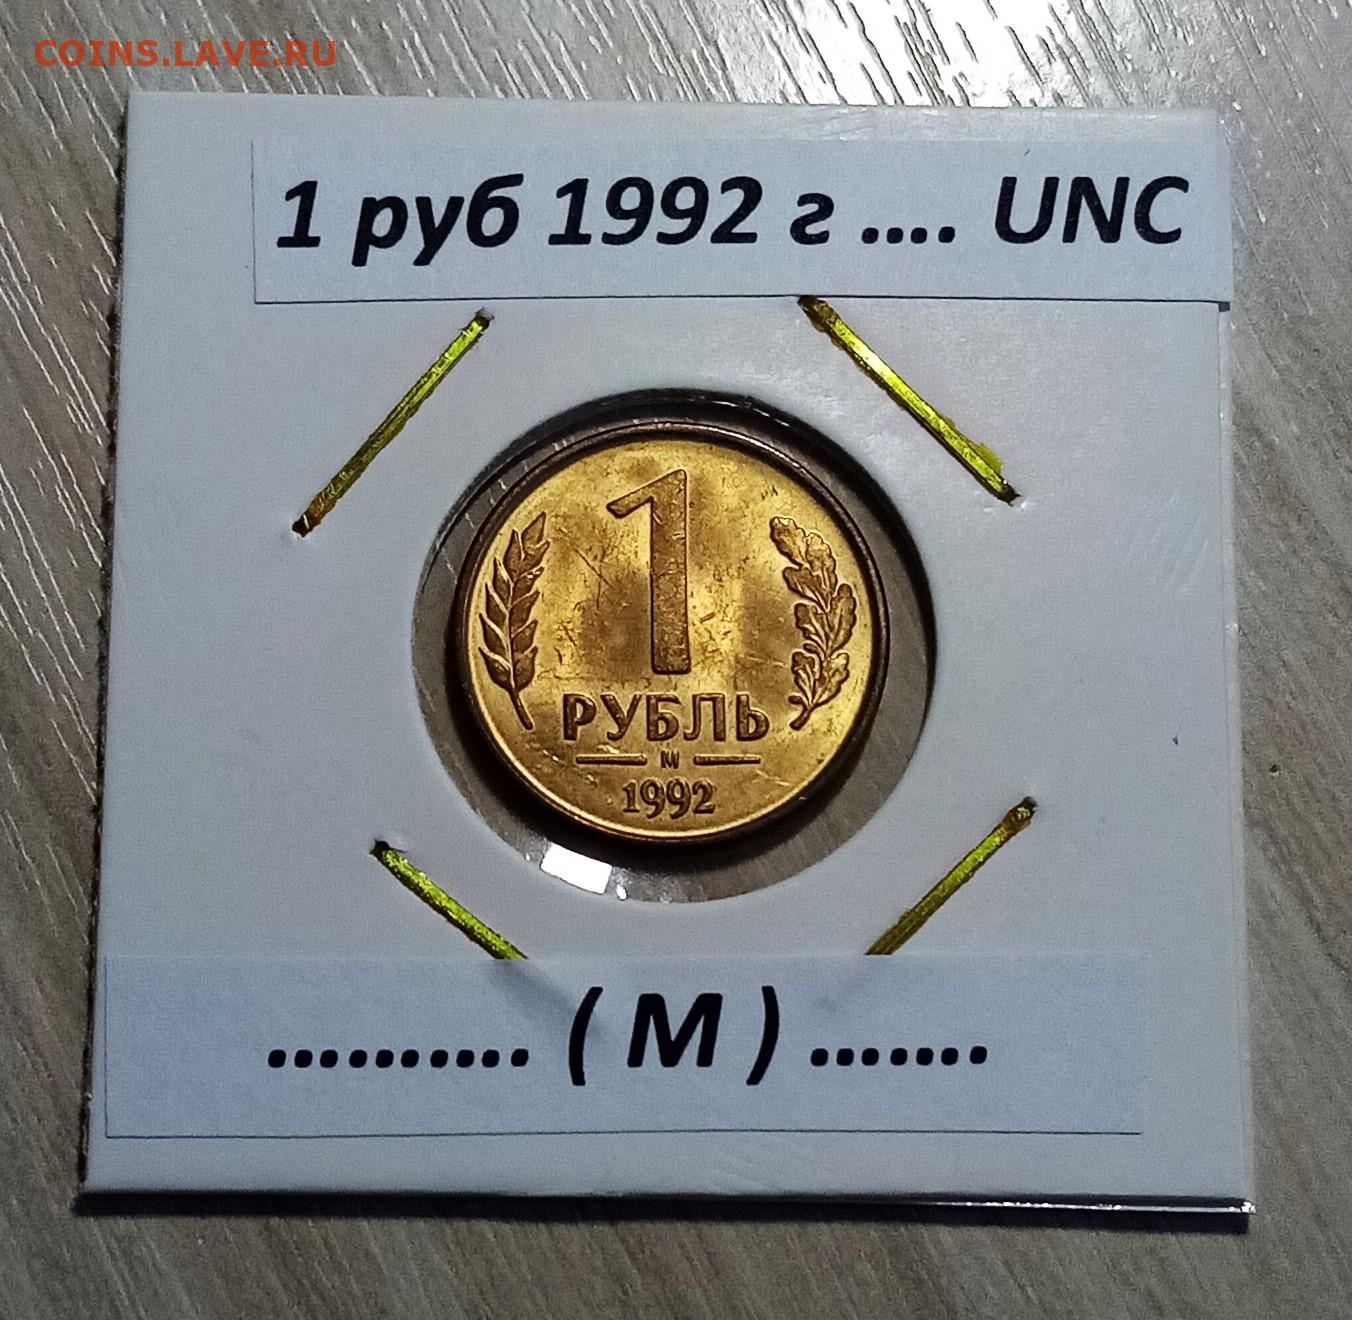 COINS.LAVE.RU
1 руб 1992 г .... UNC
1
РУБЛЬ
М
1992
.......... ( М ) .......